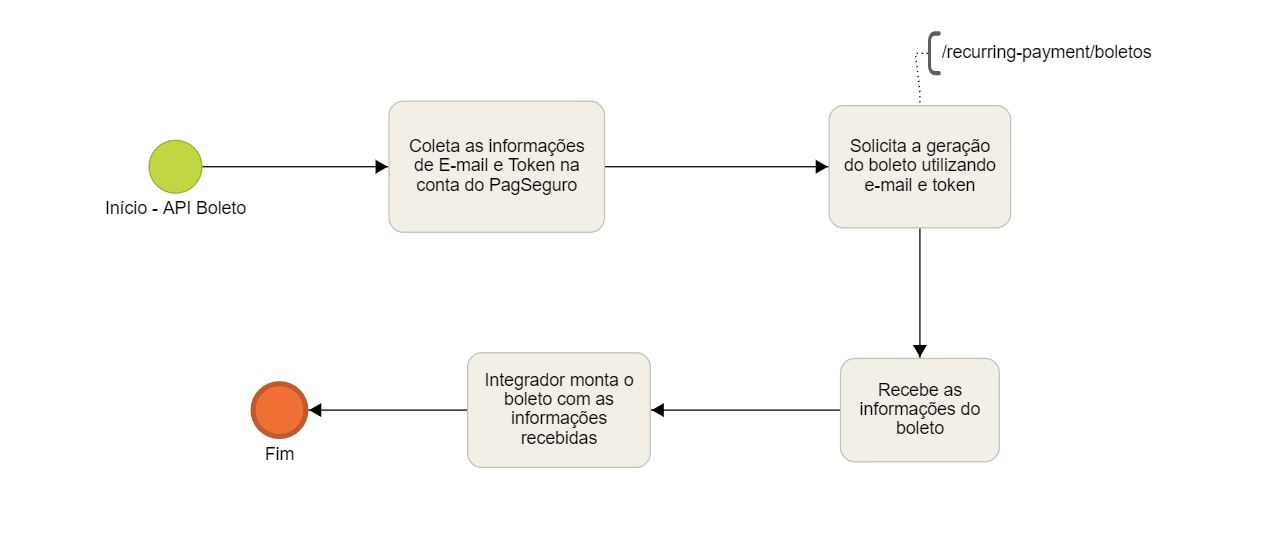 /recurring-payment/boletos
Início - API Boleto
Coleta as informações
de E-mail e Token na
conta do PagSeguro
Solicita a geração
do boleto utilizando
e-mail e token
Recebe as
informações do
boleto
Integrador monta o
boleto com as
informações
recebidas
Fim